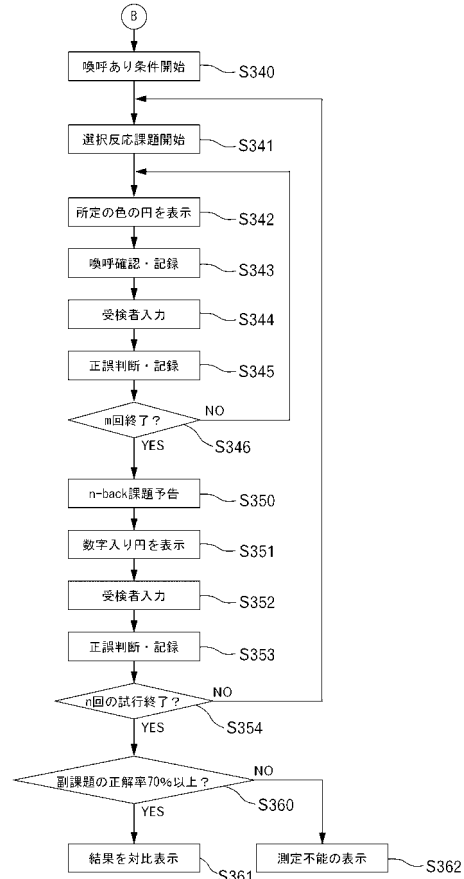 B
喚呼あり条件開始
S340
選択反応課題開始
S341
所定の色の円を表示
S342
喚呼確認・記録
S343
受検者入力
S344
正誤判断・記録
S345
m回終了?
NO
S346
YES
n-back課題予告
S350
数字入り円を表示
S351
受検者入力
S352
正誤判断・記録
S353
n回の試行終了?
NO
S354
YES
副課題の正解率70%以上?
NO
S360
YES
結果を対比表示
S361
測定不能の表示
S362